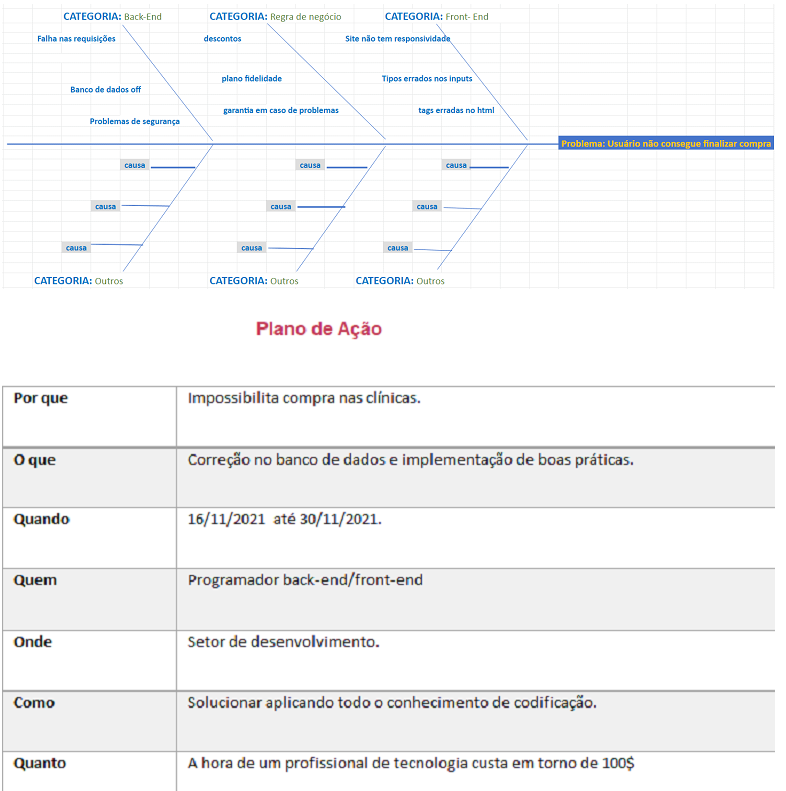 CATEGORIA: Back-End
CATEGORIA: Regra de negócio
CATEGORIA: Front- End
Falha nas requisições
descontos
Site não tem responsividade
plano fidelidade
Tipos errados nos inputs
Banco de dados off
garantia em caso de problemas
tags erradas no html
Problemas de segurança
Problema: Usuário não consegue finalizar compra
causa
causa
causa
causa
causa
causa
causa
causa
causa
CATEGORIA: Outros
CATEGORIA: Outros
CATEGORIA: Outros
Plano de Ação
Por que
Impossibilita compra nas clínicas.
O que
Correção no banco de dados e implementação de boas práticas.
Quando
16/11/2021 até 30/11/2021.
Quem
Programador back-end/front-end
Onde
Setor de desenvolvimento.
Como
Solucionar aplicando todo o conhecimento de codificação.
Quanto
A hora de um profissional de tecnologia custa em torno de 100$